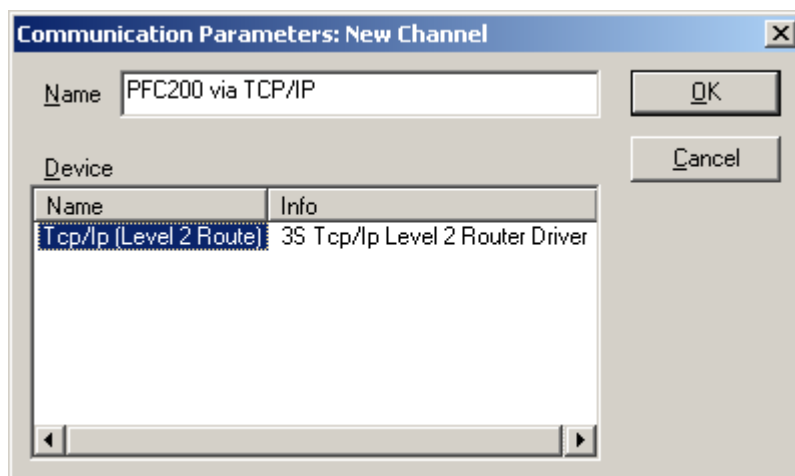 Communication Parameters: New Channel
Name PFC200 via TCP/IP OK
Cancel
Device
Name Info
Tcp/Ip (Level 2 Route) 3S Tcp/Ip Level 2 Router Driver